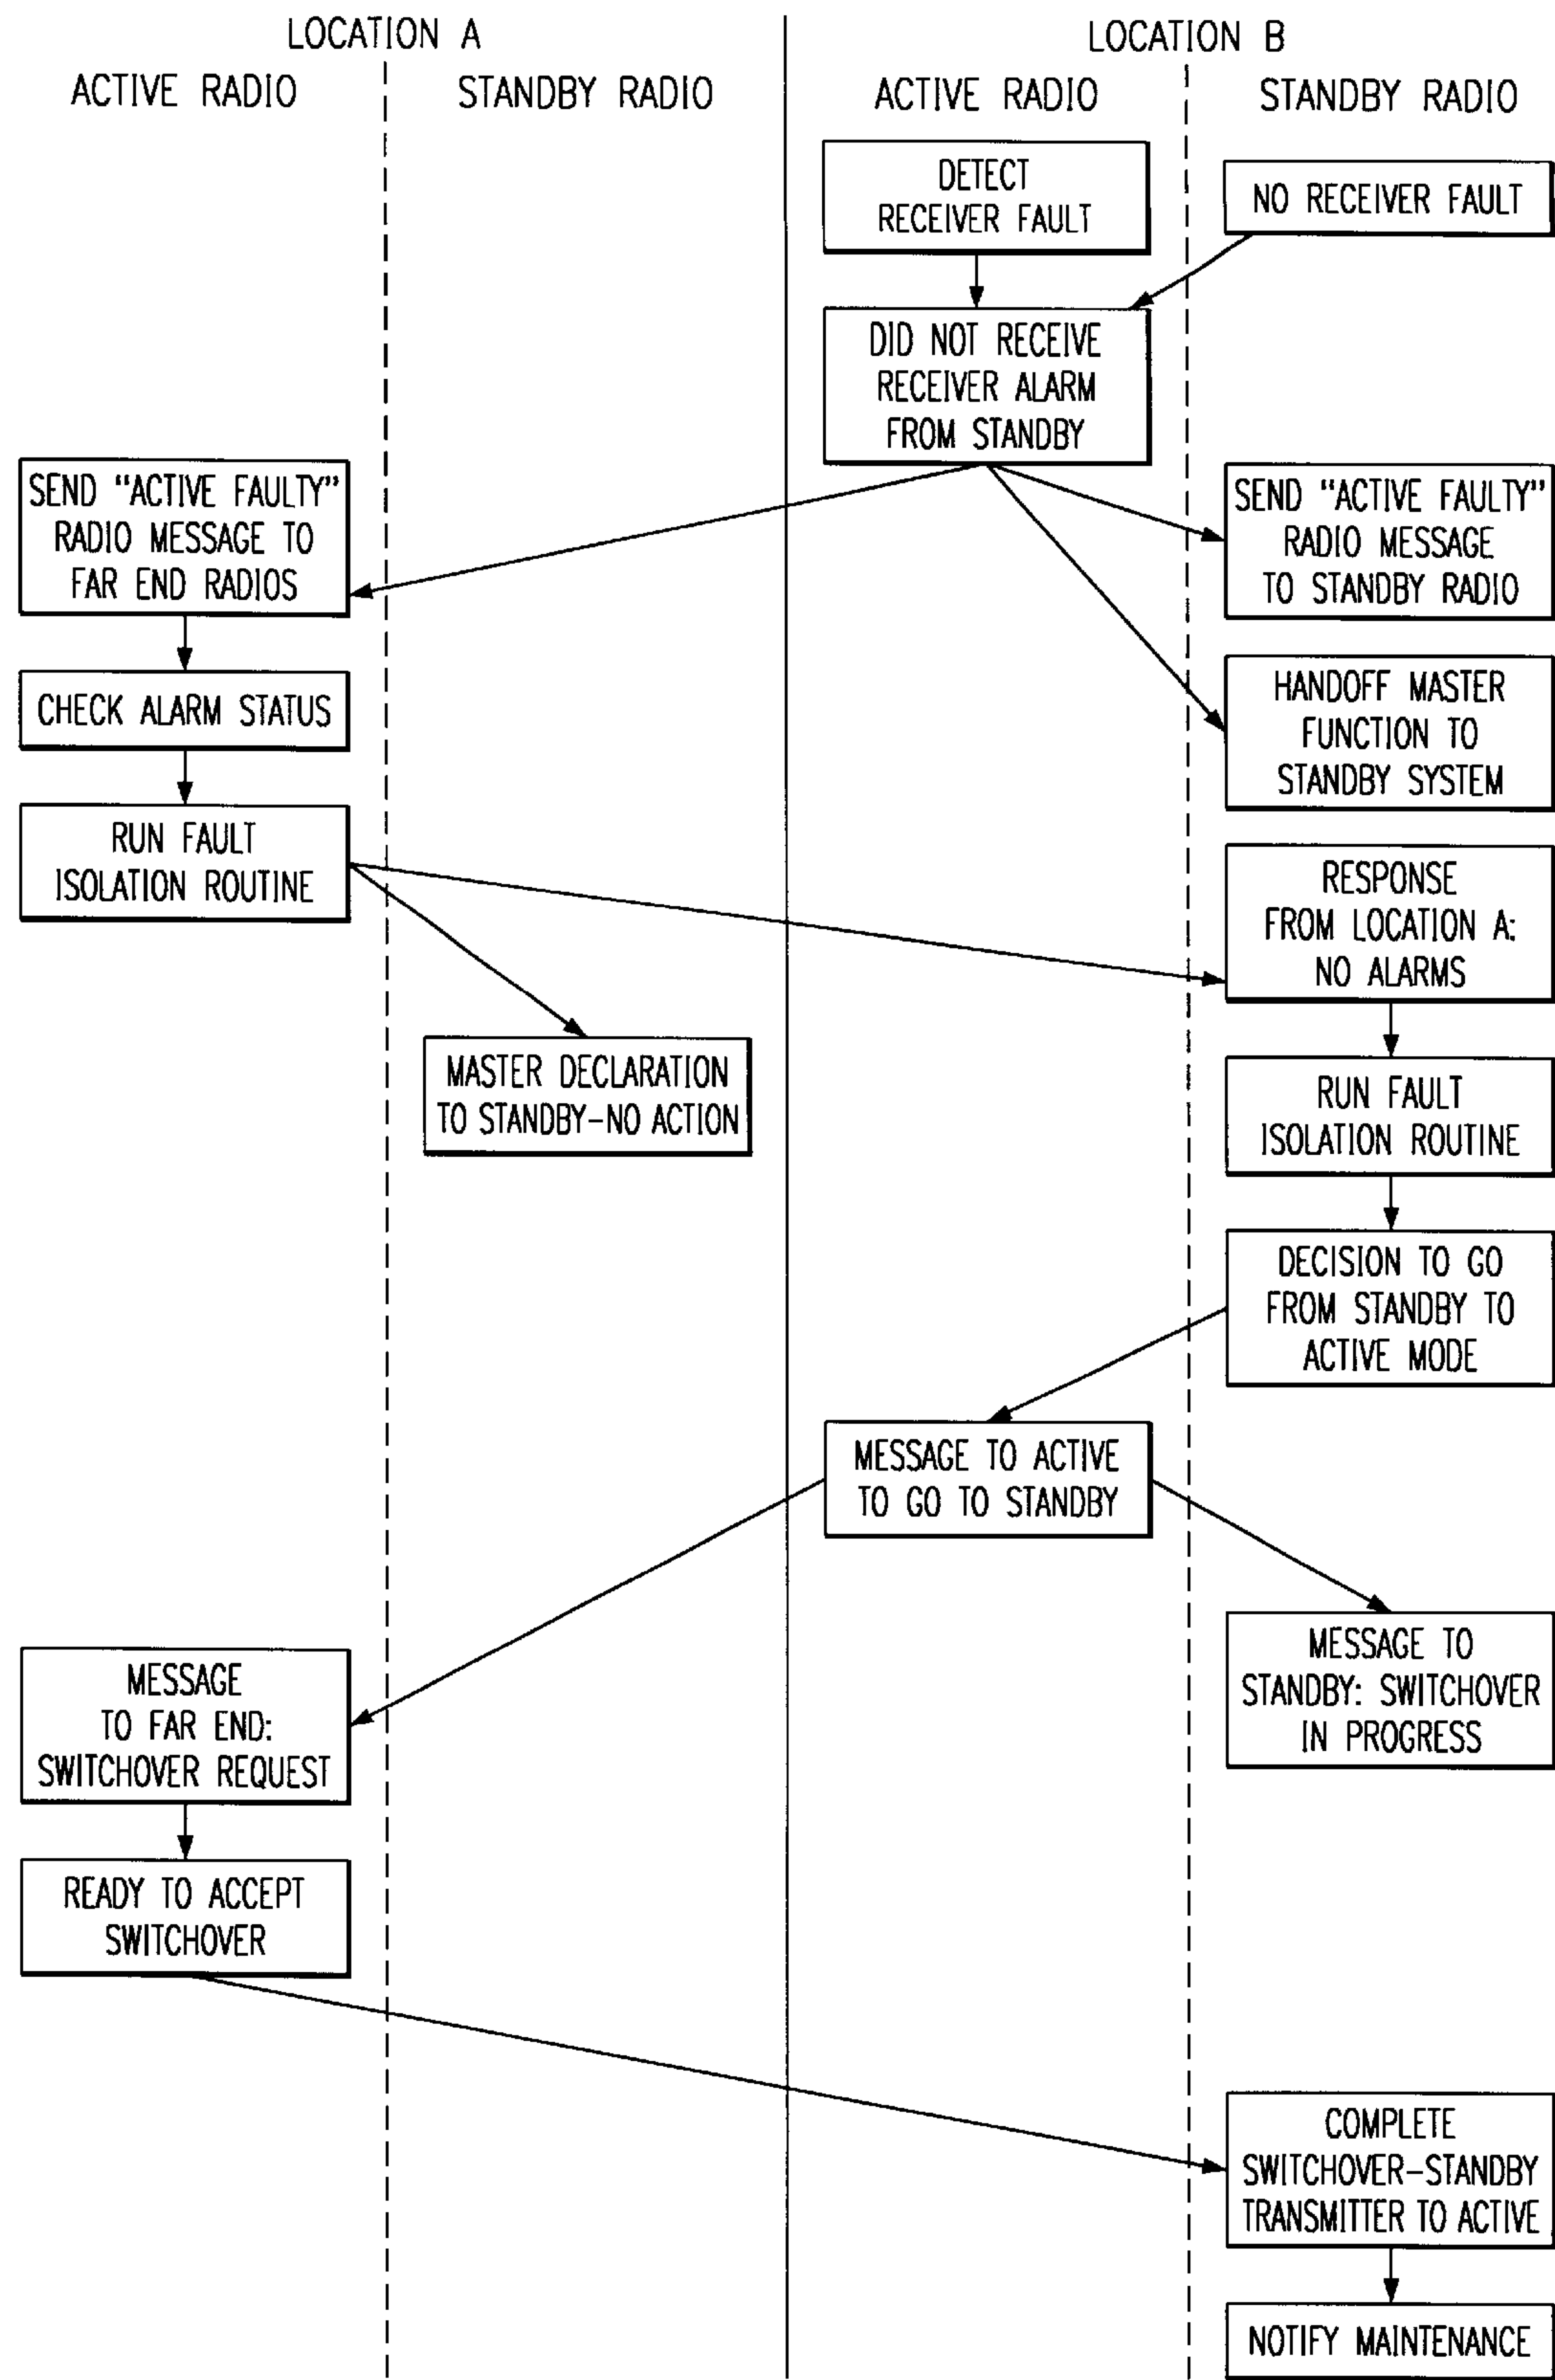 LOCATION A
LOCATION B
ACTIVE RADIO
STANDBY RADIO
ACTIVE RADIO
STANDBY RADIO
DETECT
RECEIVER FAULT
NO RECEIVER FAULT
DID NOT RECEIVE
RECEIVER ALARM
FROM STANDBY
SEND "ACTIVE FAULTY"
RADIO MESSAGE TO
FAR END RADIOS
SEND "ACTIVE FAULTY"
RADIO MESSAGE
TO STANDBY RADIO
CHECK ALARM STATUS
HANDOFF MASTER
FUNCTION TO
STANDBY SYSTEM
RUN FAULT
ISOLATION ROUTINE
RESPONSE
FROM LOCATION A:
NO ALARMS
MASTER DECLARATION
TO STANDBY-NO ACTION
RUN FAULT
ISOLATION ROUTINE
DECISION TO GO
FROM STANDBY TO
ACTIVE MODE
MESSAGE TO ACTIVE
TO GO TO STANDBY
MESSAGE TO
STANDBY: SWITCHOVER
IN PROGRESS
MESSAGE
TO FAR END:
SWITCHOVER REQUEST
READY TO ACCEPT
SWITCHOVER
COMPLETE
SWITCHOVER-STANDBY
TRANSMITTER TO ACTIVE
NOTIFY MAINTENANCE